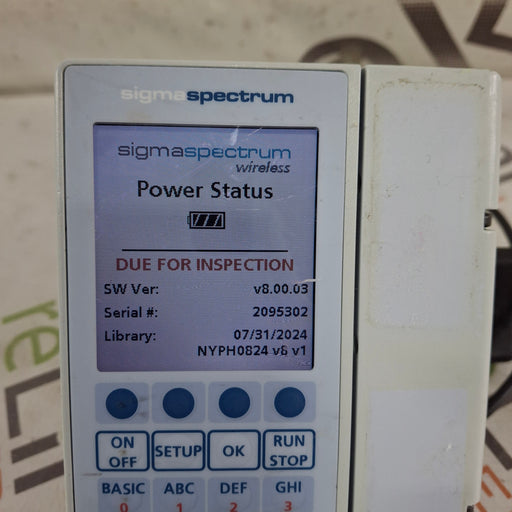 sigmaspectrum
sigmaspectrum
wireless
Power Status
DUE FOR INSPECTION
SW Ver: v8.00.03
Serial #: 2095302
Library: 07/31/2024
NYPH0824 v6 v1
ON OFF
SETUP
OK
RUN STOP
BASIC ABC DEF GHI
0 1 2 3